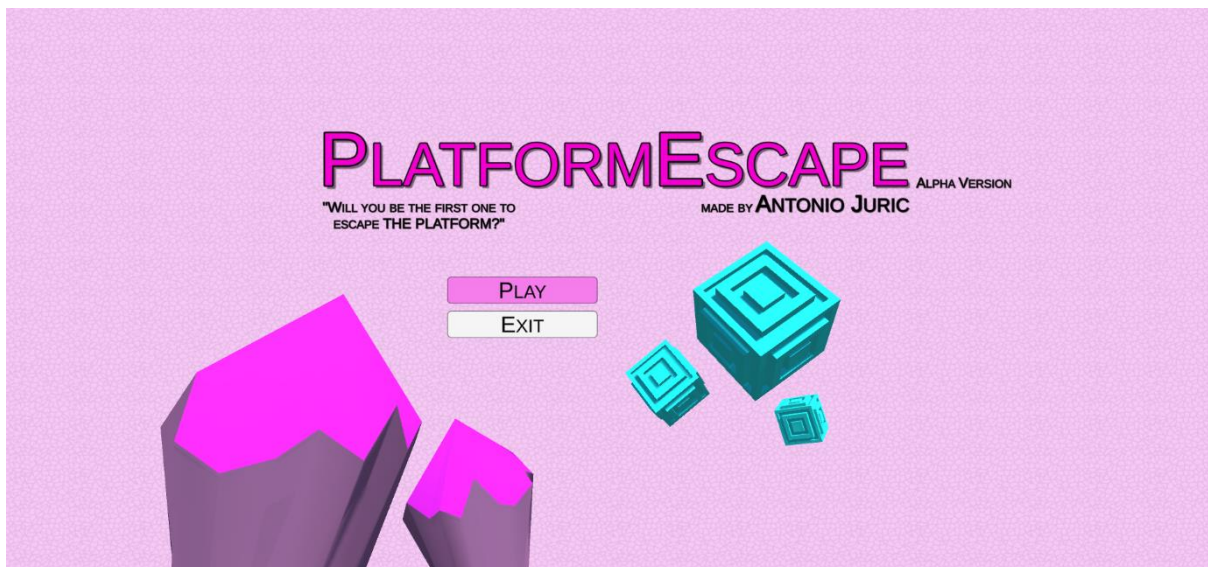 PLATFORMESCAPE ALPHA VERSION
"WILL YOU BE THE FIRST ONE TO
ESCAPE THE PLATFORM?"
MADE BY ANTONIO JURIC
PLAY
EXIT